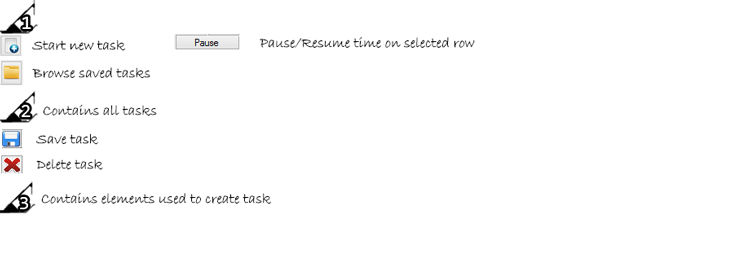 1
Start new task Pause Pause/Resume time on selected row
Browse saved tasks
2 Contains all tasks
Save task
Delete task
3 Contains elements used to create task